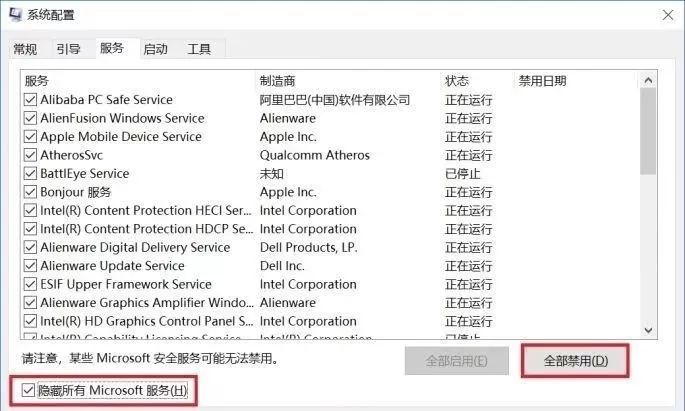 系统配置
常规 引导 服务 启动 工具
服务 制造商 状态 禁用日期
Alibaba PC Safe Service 阿里巴巴(中国)软件有限公司 正在运行
AlienFusion Windows Service Alienware 正在运行
Apple Mobile Device Service Apple Inc. 正在运行
AtherosSvc Qualcomm Atheros 正在运行
BattlEye Service 未知 已停止
Bonjour 服务 Apple Inc. 正在运行
Intel(R) Content Protection HECI Ser... Intel Corporation 正在运行
Intel(R) Content Protection HDCP Se... Intel Corporation 正在运行
Alienware Digital Delivery Service Dell Products, LP. 正在运行
Alienware Update Service Dell Inc. 正在运行
ESIF Upper Framework Service Intel Corporation 正在运行
Alienware Graphics Amplifier Windo... Alienware 正在运行
Intel(R) HD Graphics Control Panel S... Intel Corporation 正在运行
Intel(R) Capability Licensing Service Intel(R) Corporation
请注意，某些 Microsoft 安全服务可能无法禁用。
全部启用(E) 全部禁用(D)
隐藏所有 Microsoft 服务(H)